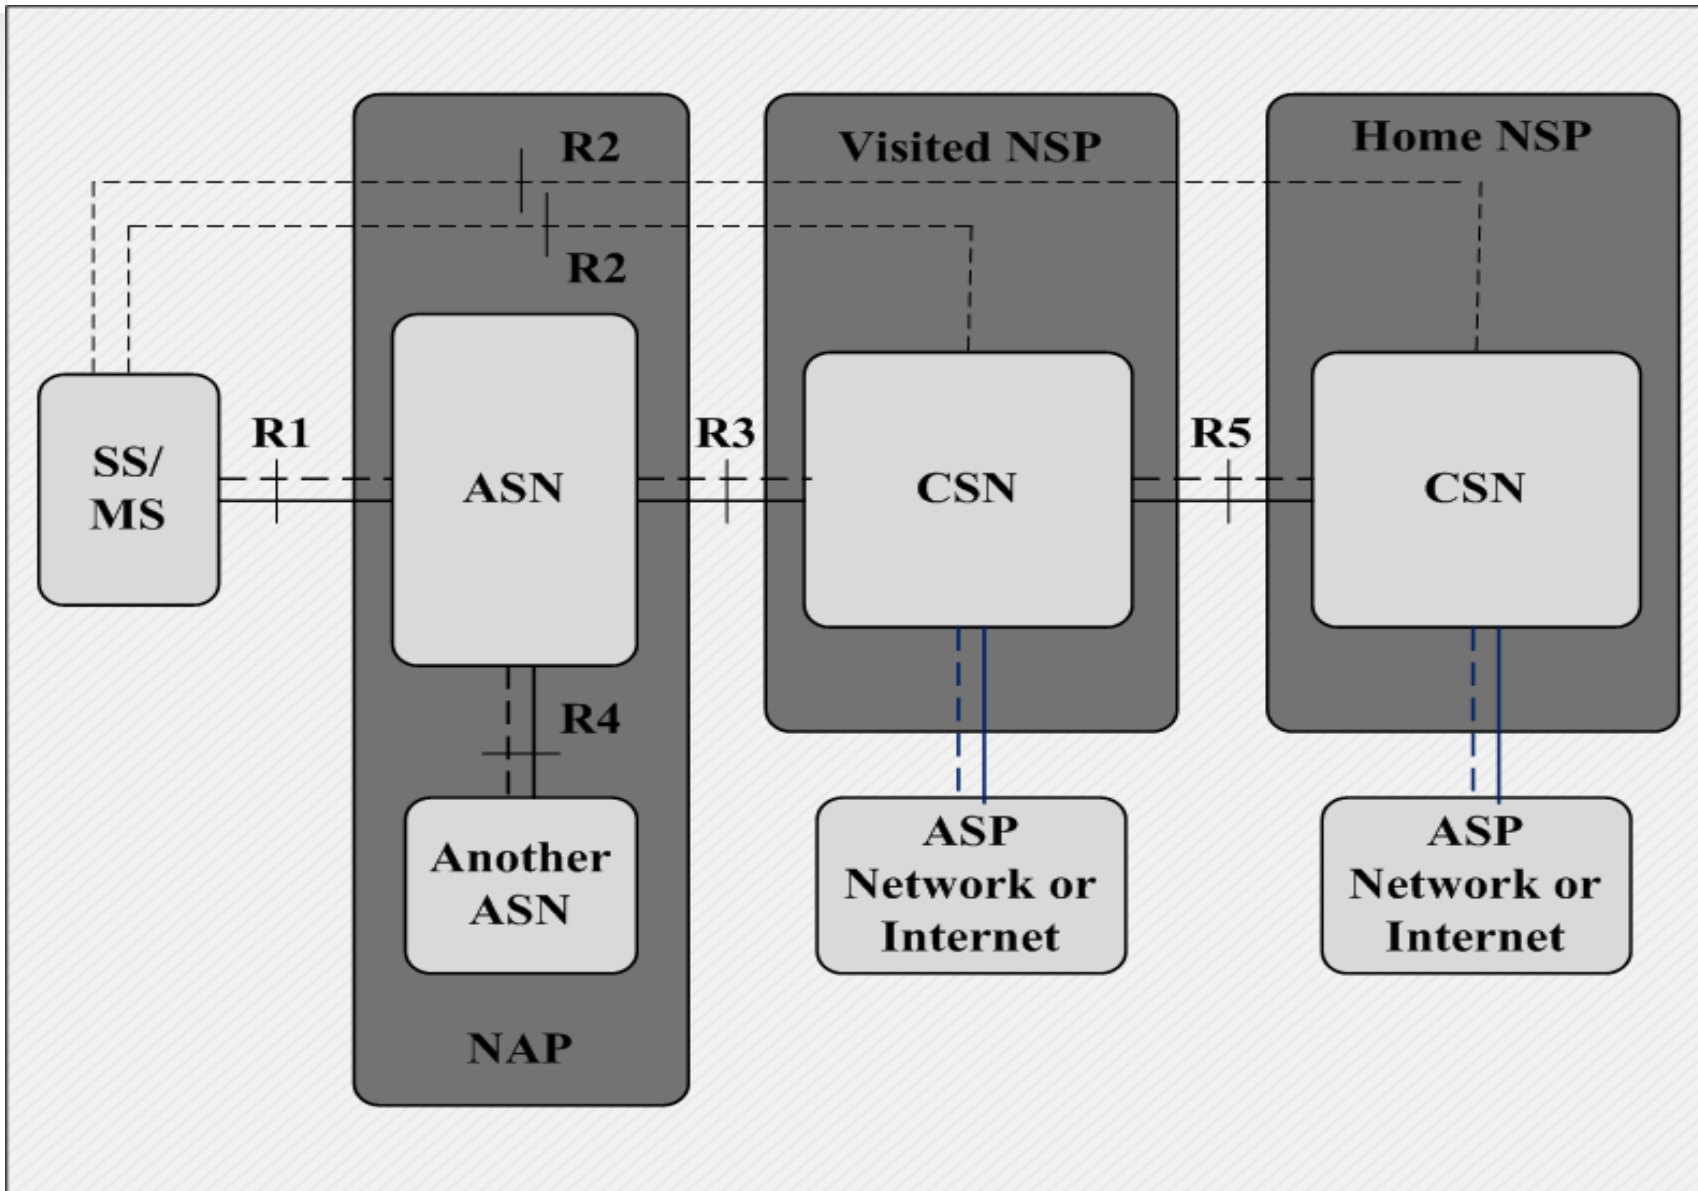 R2
Visited NSP
Home NSP
R2
SS/
MS
R1
ASN
R3
CSN
R5
CSN
R4
Another
ASN
ASP
Network or
Internet
ASP
Network or
Internet
NAP